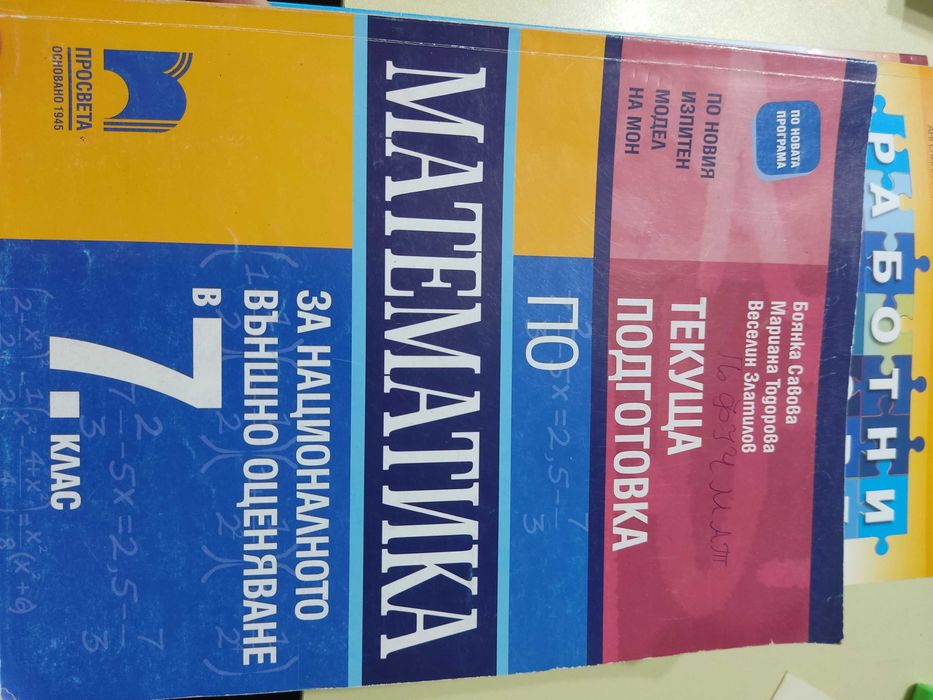 Боянка Савова
Мариана Тодорова
Веселин Златилов
ПО НОВАТА
ПРОГРАМА
ПО НОВИЯ
ИЗПИТЕН
МОДЕЛ
НА МОН
ТЕКУЩА
ПОДГОТОВКА
ПО
МАТЕМАТИКА
ЗА НАЦИОНАЛНОТО
ВЪНШНО ОЦЕНЯВАНЕ
В
7. КЛАС
ПРОСВЕТА
ОСНОВАНО 1945
РАБОТНИ